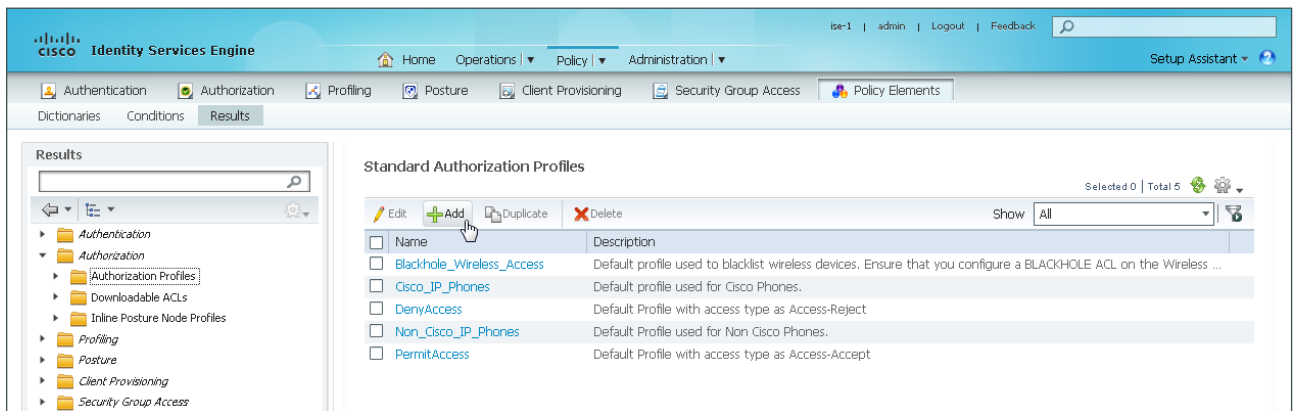 ise-1 | admin | Logout | Feedback
CISCO Identity Services Engine
Home Operations | Policy | Administration | Setup Assistant
Authentication Authorization Profiling Posture Client Provisioning Security Group Access Policy Elements
Dictionaries Conditions Results
Results
Authentication
Authorization
Authorization Profiles
Downloadable ACLs
Inline Posture Node Profiles
Profiling
Posture
Client Provisioning
Security Group Access
Standard Authorization Profiles
Selected 0 | Total 5
Edit Add Duplicate Delete Show All
Name Description
Blackhole_Wireless_Access Default profile used to blacklist wireless devices. Ensure that you configure a BLACKHOLE ACL on the Wireless ...
Cisco_IP_Phones Default profile used for Cisco Phones.
DenyAccess Default Profile with access type as Access-Reject
Non_Cisco_IP_Phones Default Profile used for Non Cisco Phones.
PermitAccess Default Profile with access type as Access-Accept